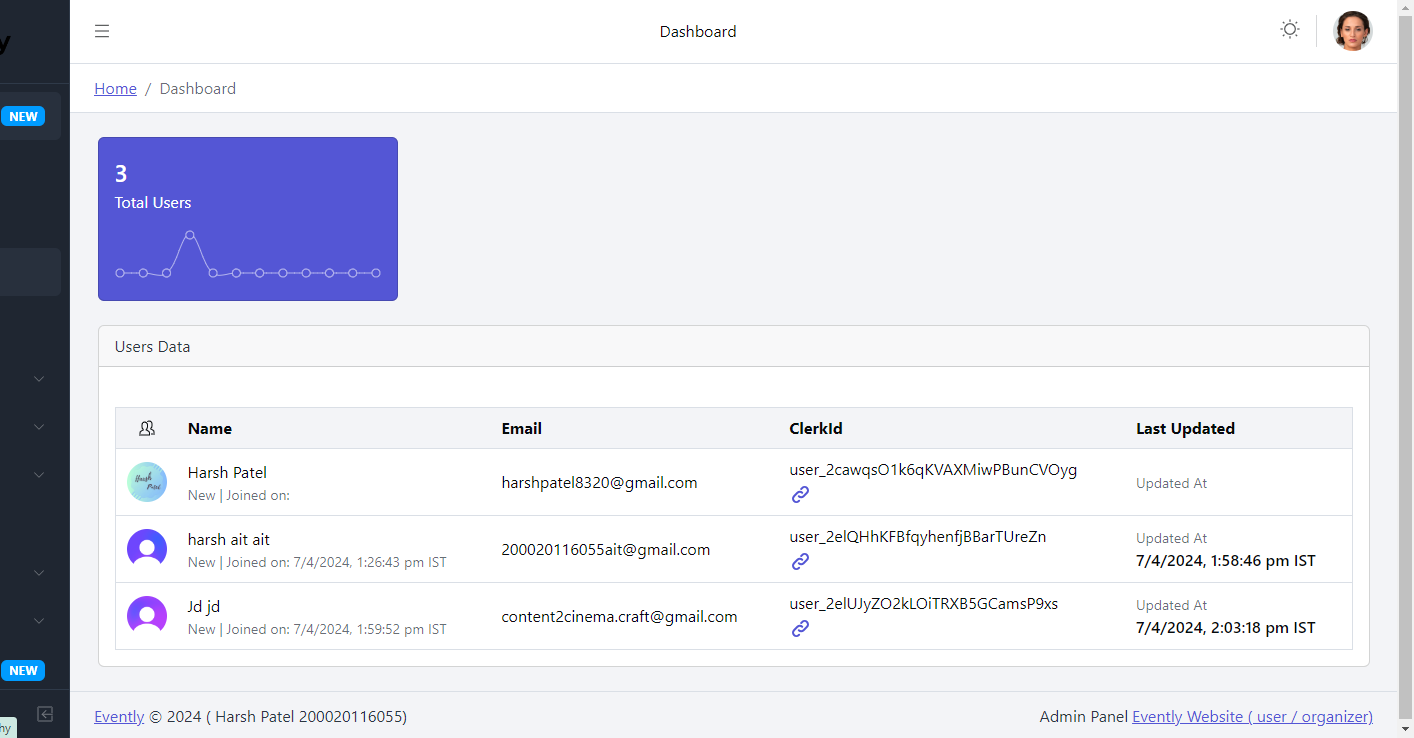 y
Dashboard
NEW
Home / Dashboard
3
Total Users
Users Data
Name Email ClerkId Last Updated
Harsh Patel
Harsh Patel
New | Joined on:
harshpatel8320@gmail.com
user_2cawqsO1k6qKVAXMiwPBunCVOyg
Updated At
harsh ait ait
New | Joined on: 7/4/2024, 1:26:43 pm IST
200020116055ait@gmail.com
user_2elQHhKFBfqyhenfjBBarTUreZn
Updated At
7/4/2024, 1:58:46 pm IST
Jd jd
New | Joined on: 7/4/2024, 1:59:52 pm IST
content2cinema.craft@gmail.com
user_2elUJyZO2kLOiTRXB5GCamsP9xs
Updated At
7/4/2024, 2:03:18 pm IST
NEW
hy
Evently © 2024 ( Harsh Patel 200020116055)
Admin Panel Evently Website ( user / organizer)